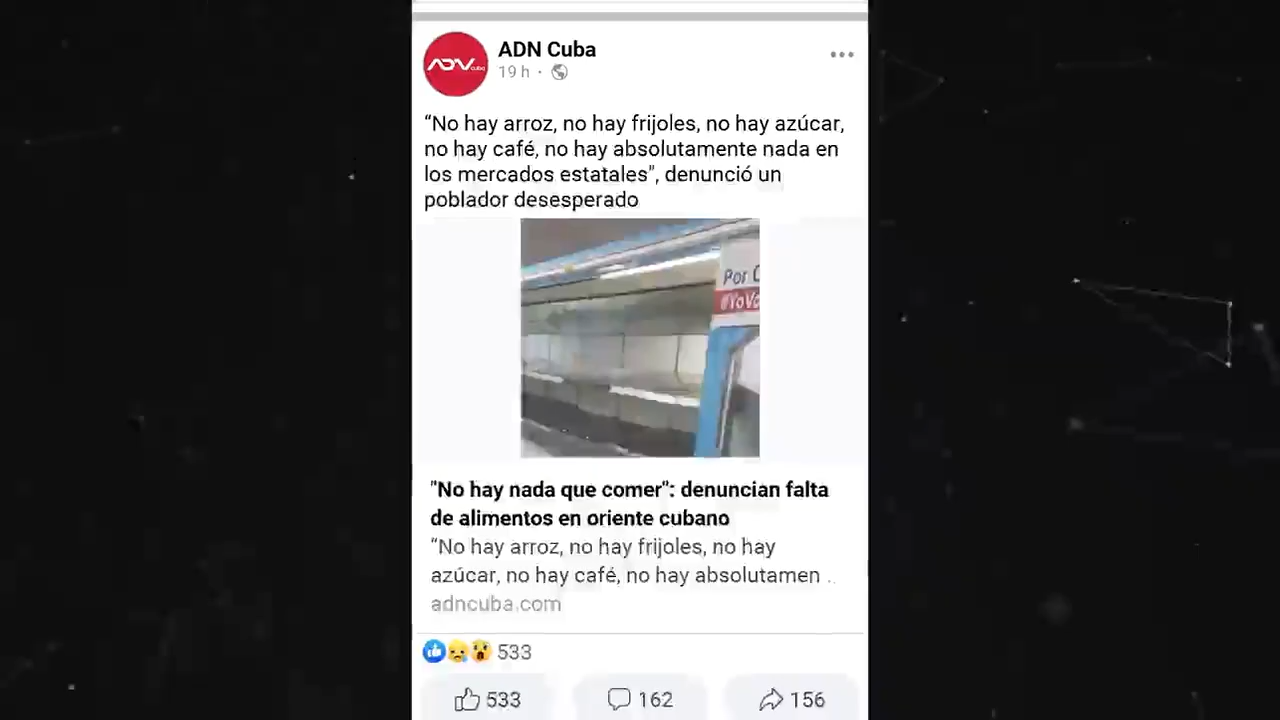 ADN Cuba
19 h ·
“No hay arroz, no hay frijoles, no hay azúcar,
no hay café, no hay absolutamente nada en
los mercados estatales", denunció un
poblador desesperado
Por
"No hay nada que comer": denuncian falta
de alimentos en oriente cubano
“No hay arroz, no hay frijoles, no hay
azúcar, no hay café, no hay absolutamen ..
adncuba.com
533
533
162
156